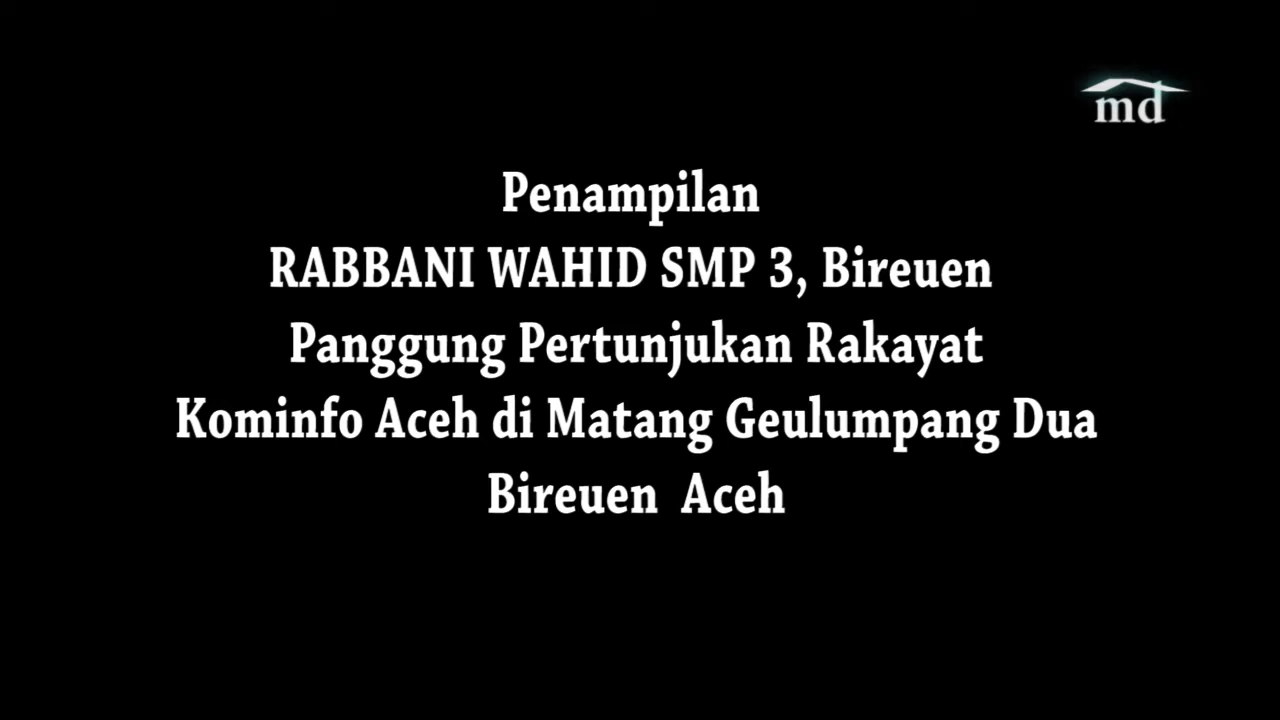 md
Penampilan
RABBANI WAHID SMP 3, Bireuen
Panggung Pertunjukan Rakayat
Kominfo Aceh di Matang Geulumpang Dua
Bireuen Aceh